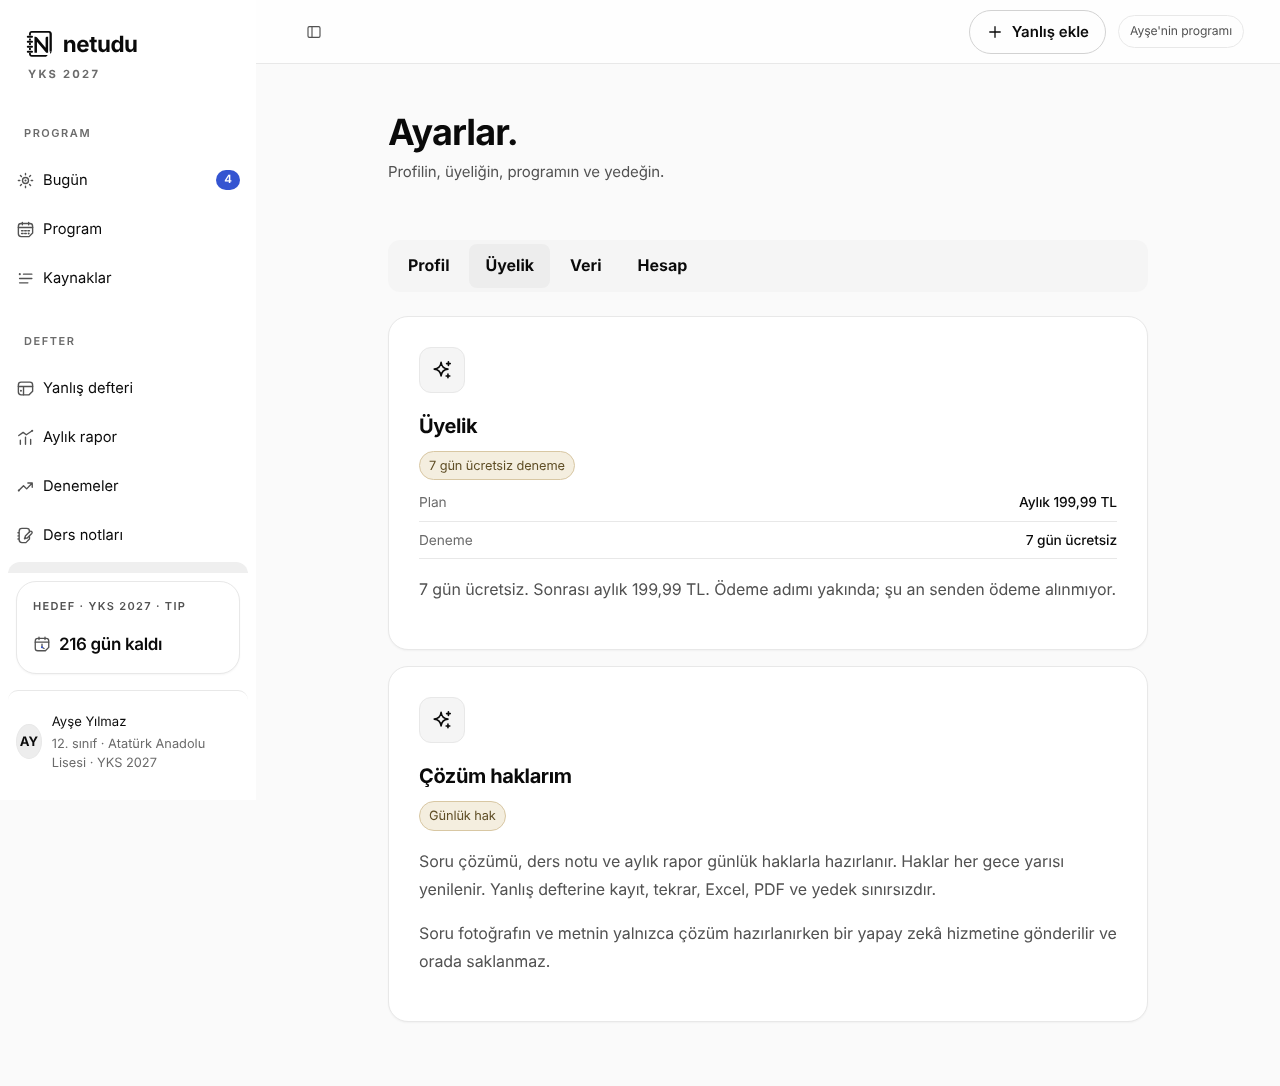 netudu
YKS 2027
PROGRAM
Bugün
4
Program
Kaynaklar
DEFTER
Yanlış defteri
Aylık rapor
Denemeler
Ders notları
HEDEF · YKS 2027 · TIP
216 gün kaldı
AY
Ayşe Yılmaz
12. sınıf · Atatürk Anadolu
Lisesi · YKS 2027
Yanlış ekle
Ayşe'nin programı
Ayarlar.
Profilin, üyeliğin, programın ve yedeğin.
Profil
Üyelik
Veri
Hesap
Üyelik
7 gün ücretsiz deneme
Plan
Aylık 199,99 TL
Deneme
7 gün ücretsiz
7 gün ücretsiz. Sonrası aylık 199,99 TL. Ödeme adımı yakında; şu an senden ödeme alınmıyor.
Çözüm haklarım
Günlük hak
Soru çözümü, ders notu ve aylık rapor günlük haklarla hazırlanır. Haklar her gece yarısı
yenilenir. Yanlış defterine kayıt, tekrar, Excel, PDF ve yedek sınırsızdır.
Soru fotoğrafın ve metnin yalnızca çözüm hazırlanırken bir yapay zekâ hizmetine gönderilir ve
orada saklanmaz.